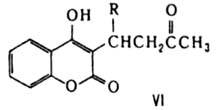 OH R O
CHCH₂CCH₃
O O
VI